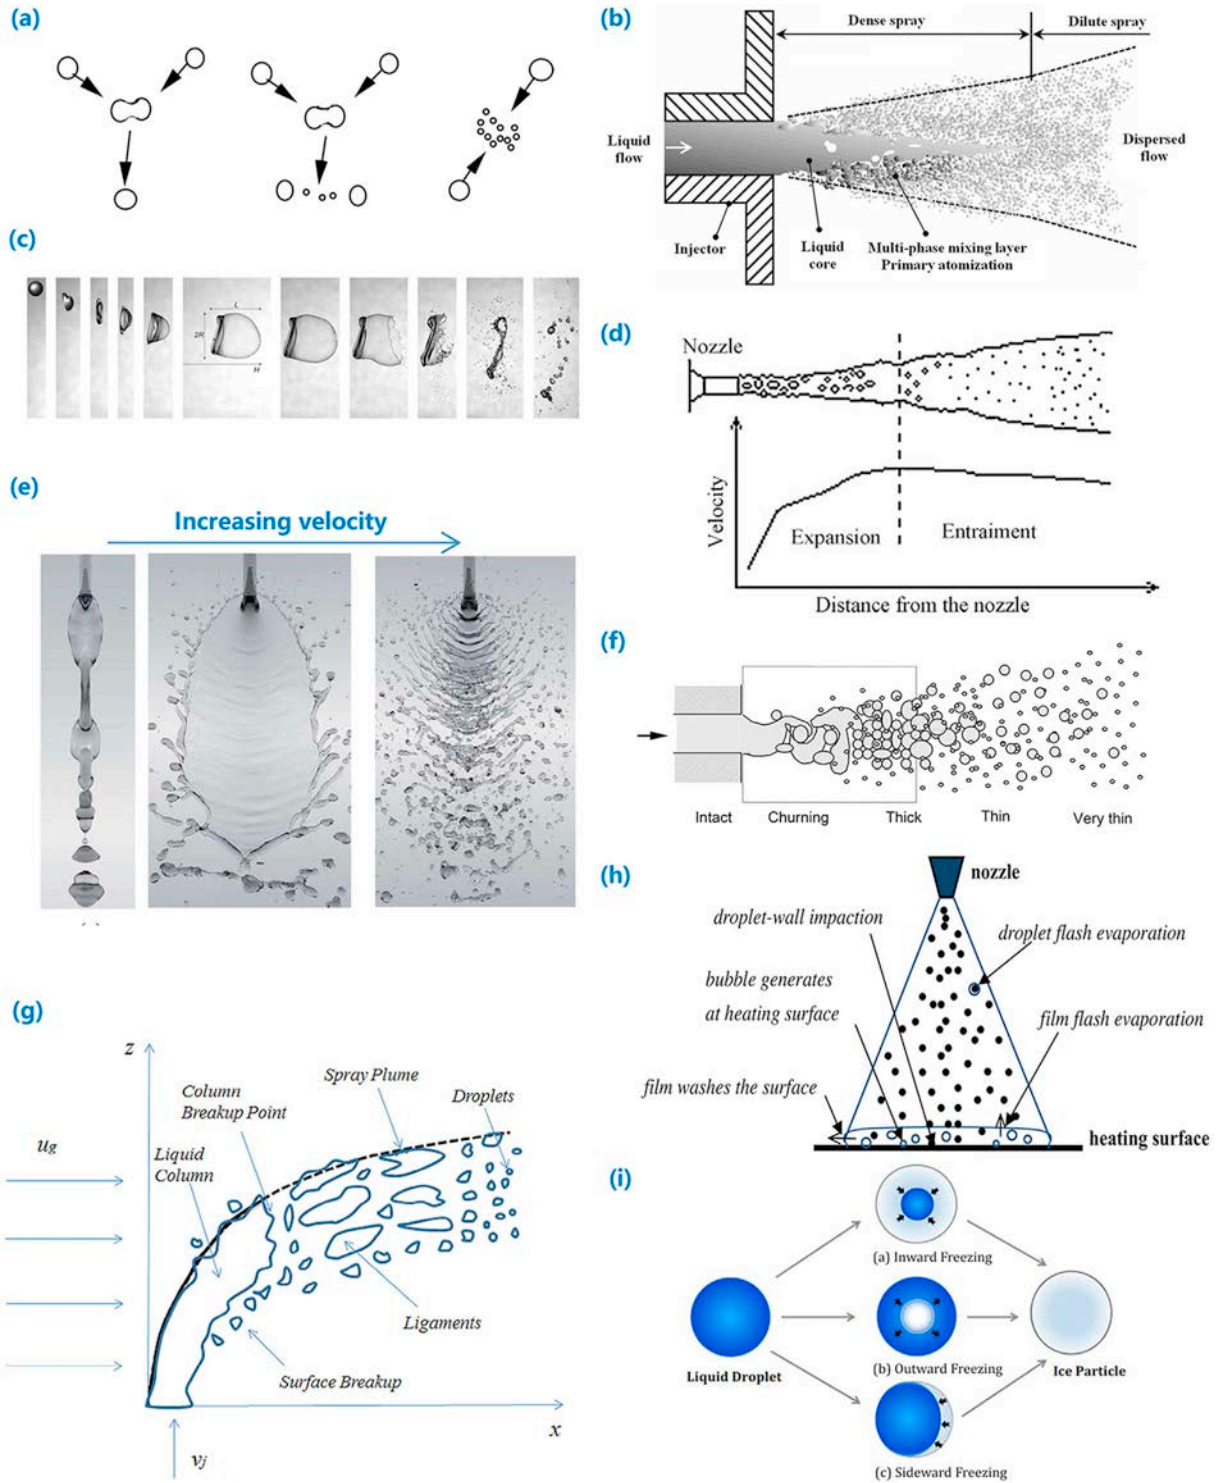 (a)
(b)
Dense spray
Dilute spray
Liquid
flow
Dispersed
flow
Injector
Liquid
core
Multi-phase mixing layer
Primary atomization
(c)
L
2R
H
(d)
Nozzle
Velocity
Expansion
Entraiment
Distance from the nozzle
(e)
Increasing velocity
(f)
Intact
Churning
Thick
Thin
Very thin
(g)
z
Column
Breakup Point
Spray Plume
Droplets
ug
Liquid
Column
Ligaments
Surface Breakup
x
vj
(h)
nozzle
droplet-wall impaction
droplet flash evaporation
bubble generates
at heating surface
film flash evaporation
film washes the surface
heating surface
(i)
(a) Inward Freezing
Liquid Droplet
(b) Outward Freezing
Ice Particle
(c) Sideward Freezing